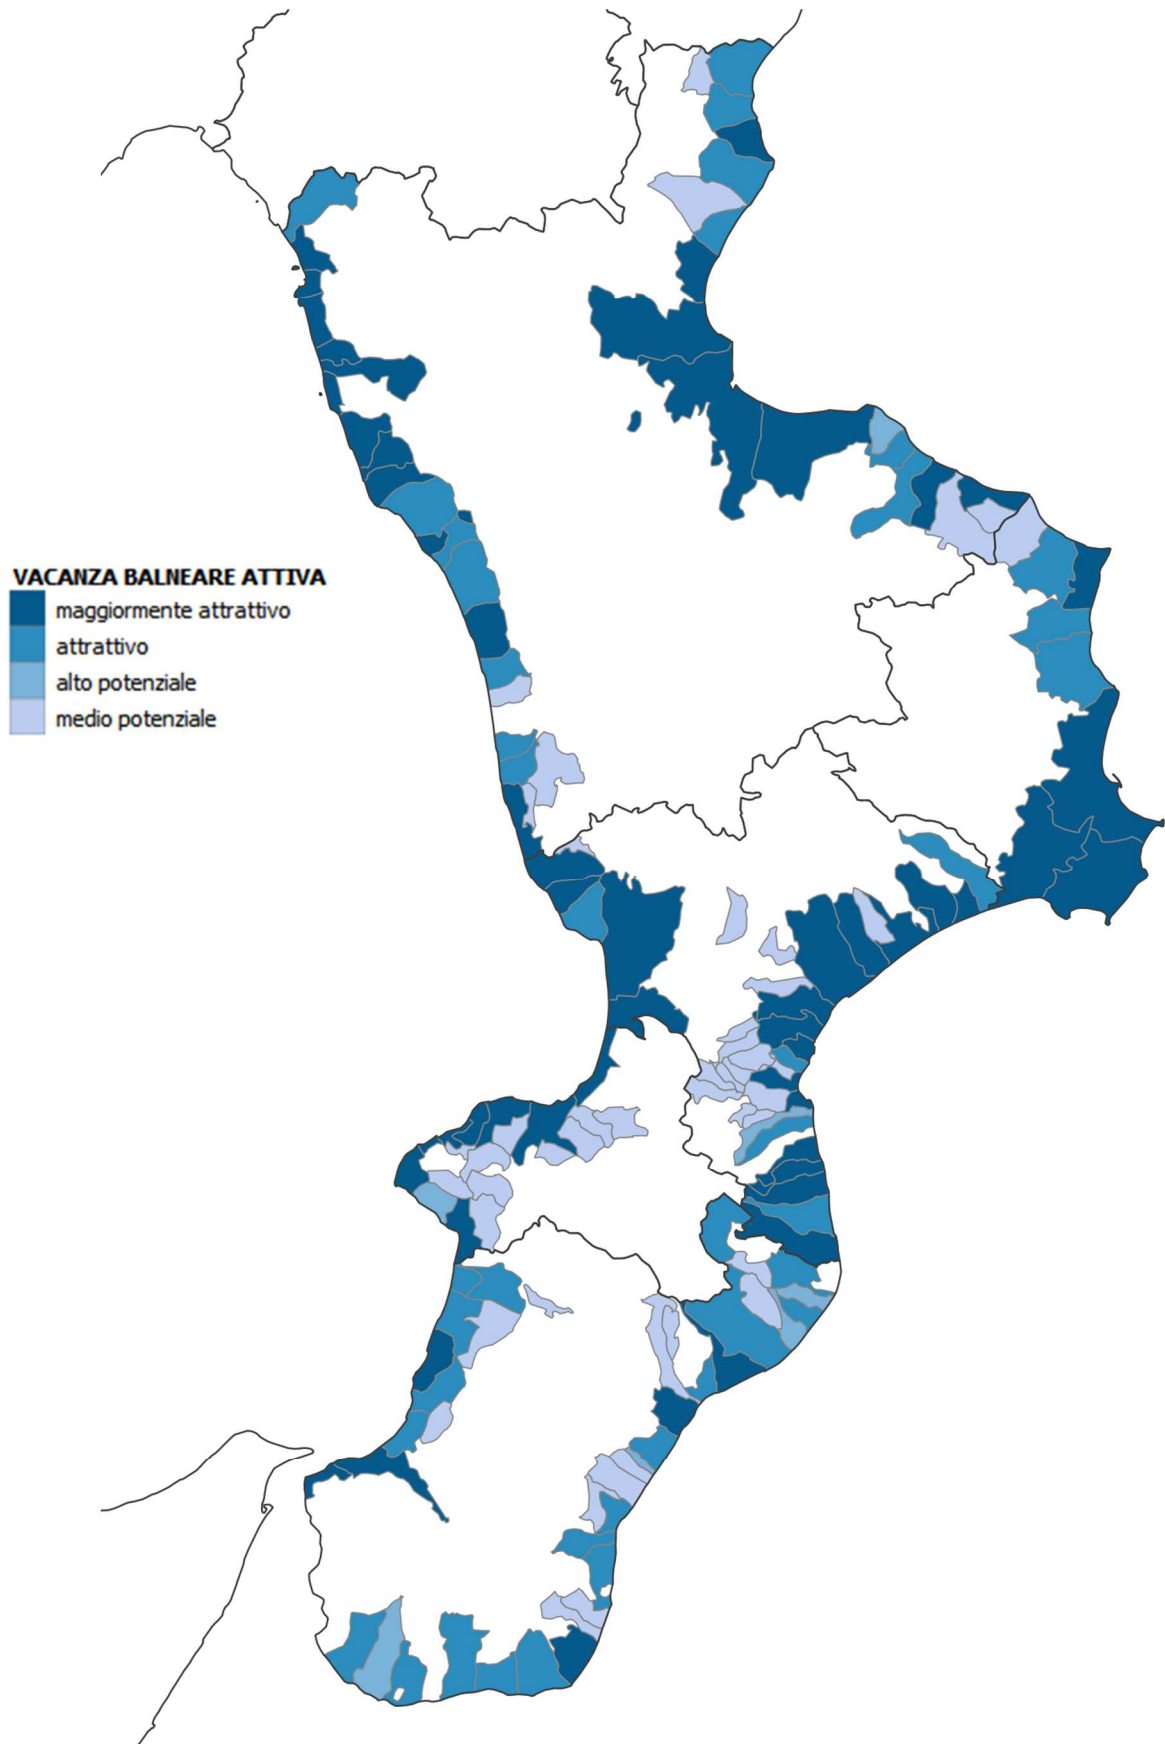 VACANZA BALNEARE ATTIVA
maggiormente attrattivo
attrattivo
alto potenziale
medio potenziale